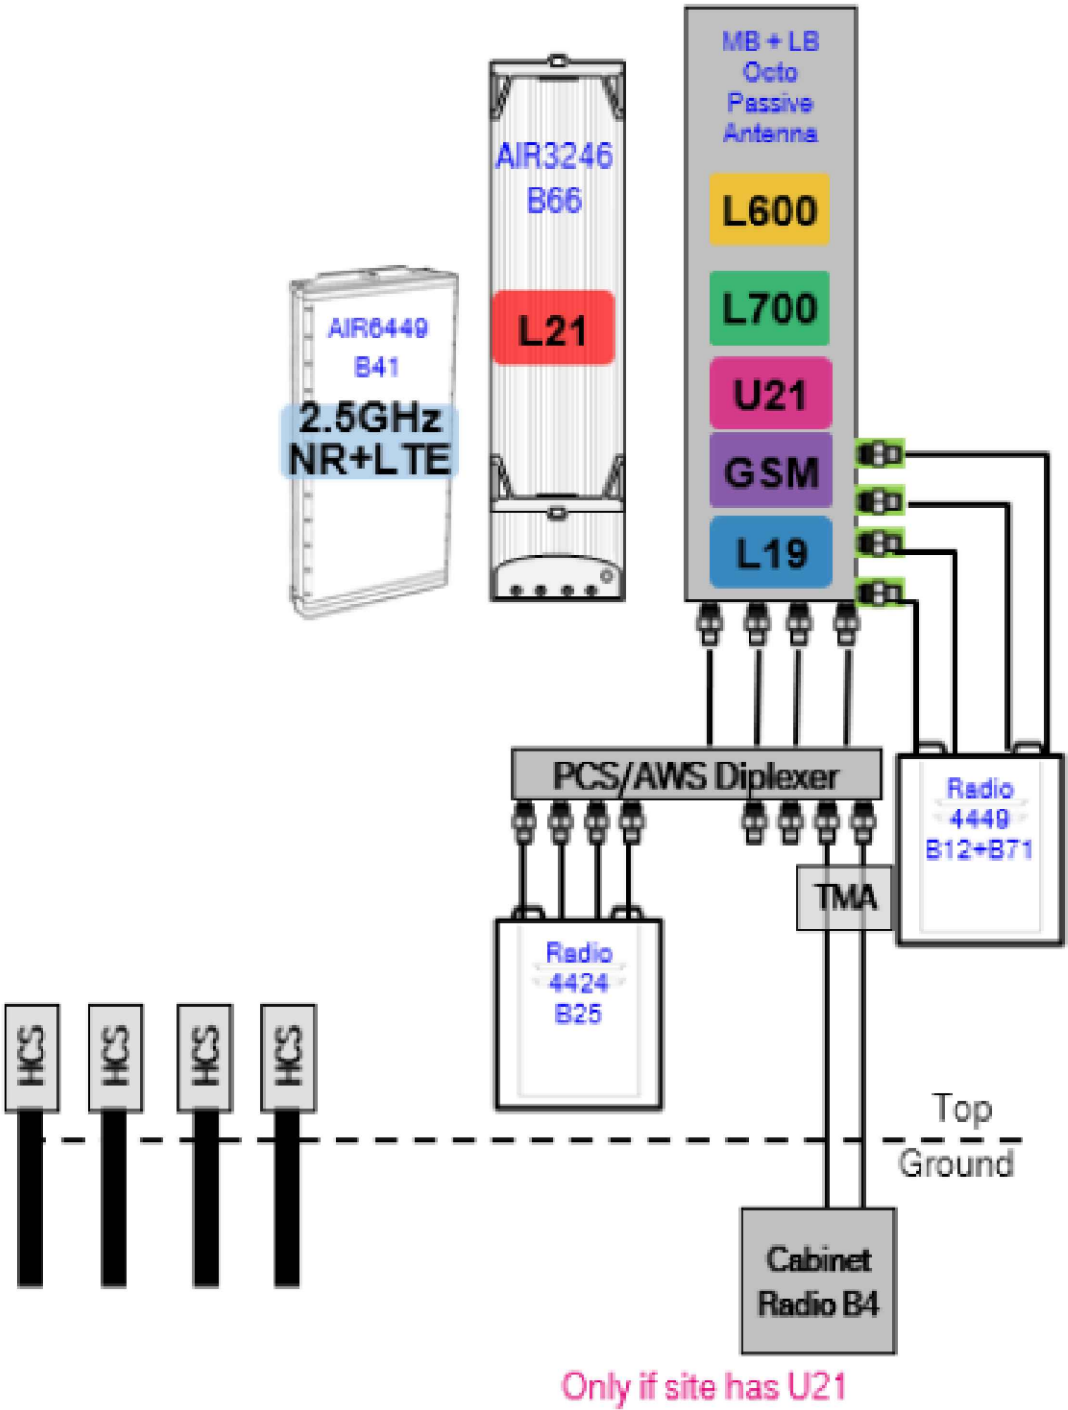 MB + LB
Octo
Passive
Antenna
L600
L700
U21
GSM
L19
AIR3246
B66
L21
AIR6449
B41
2.5GHz
NR+LTE
PCS/AWS Diplexer
Radio
4449
B12+B71
TMA
Radio
4424
B25
HCS
HCS
HCS
HCS
Top
Ground
Cabinet
Radio B4
Only if site has U21